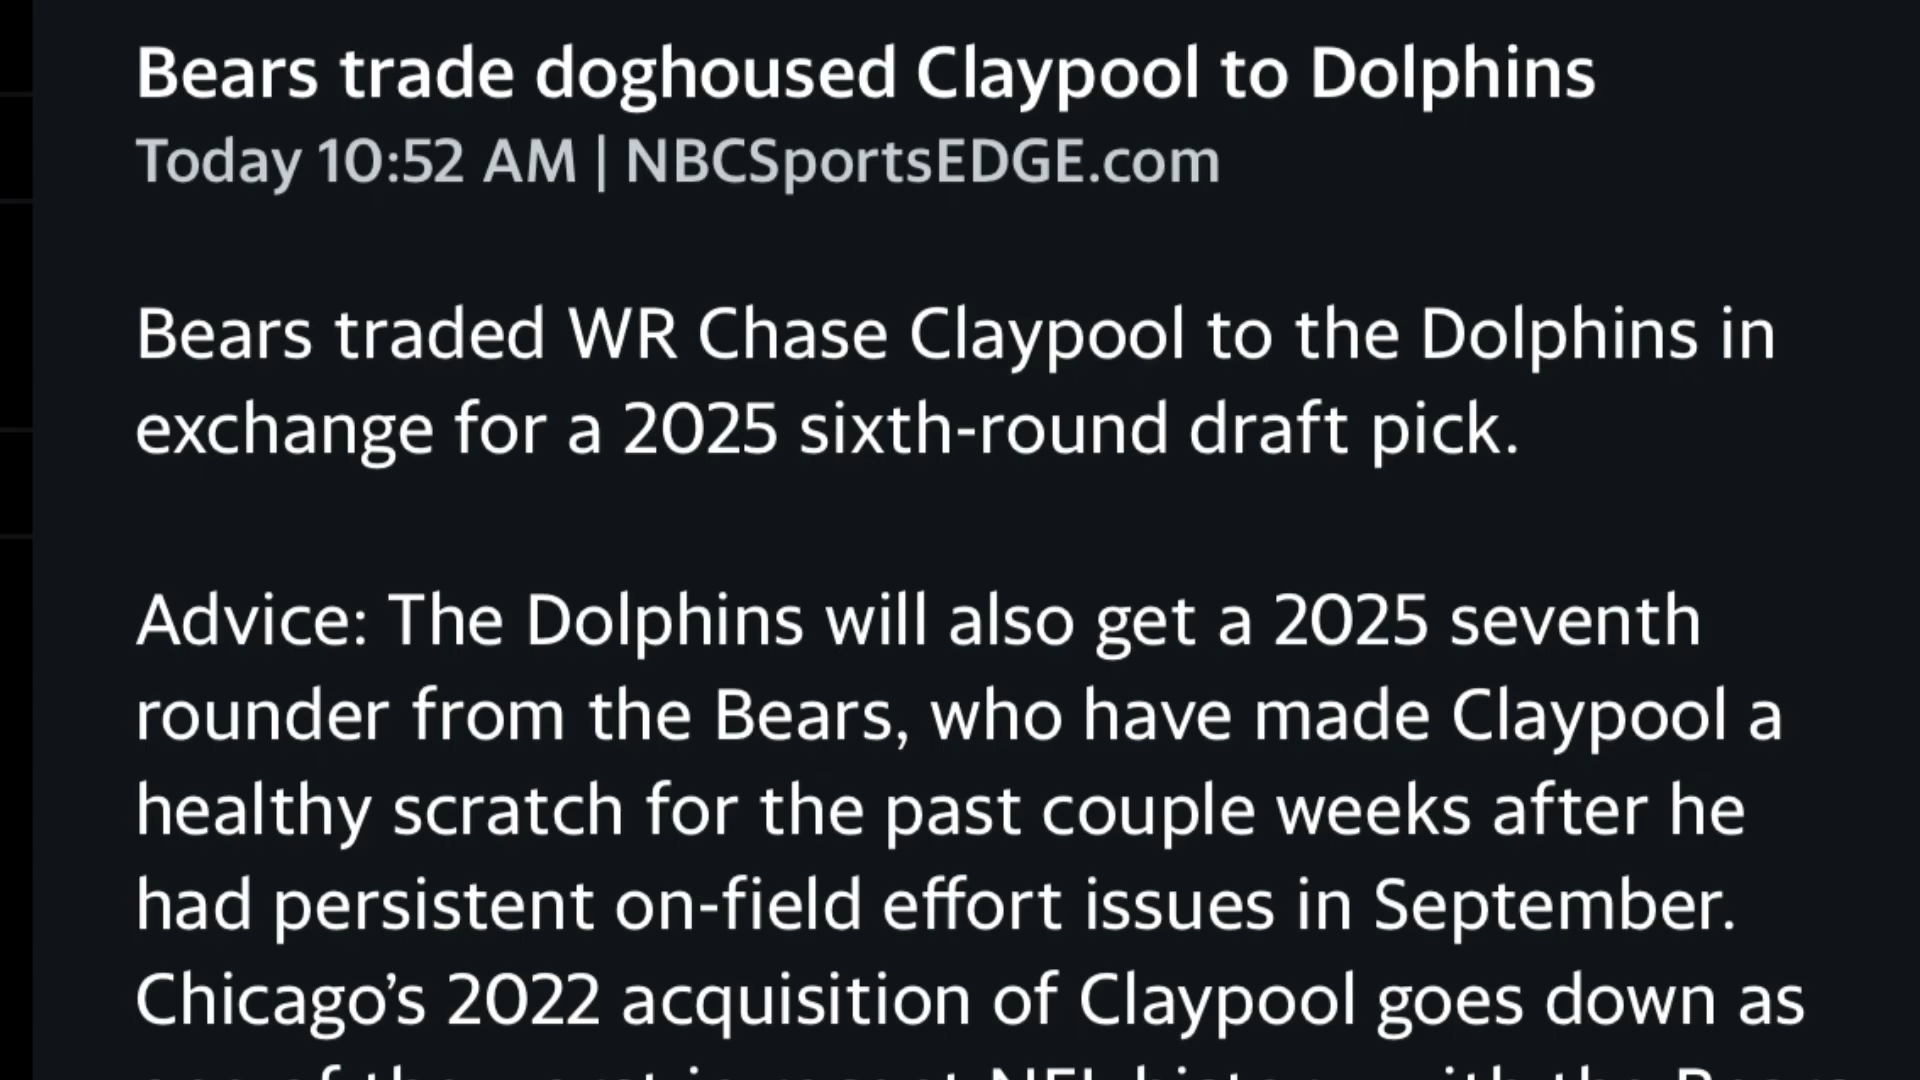 Bears trade doghoused Claypool to Dolphins
Today 10:52 AM | NBCSportsEDGE.com
Bears traded WR Chase Claypool to the Dolphins in
exchange for a 2025 sixth-round draft pick.
Advice: The Dolphins will also get a 2025 seventh
rounder from the Bears, who have made Claypool a
healthy scratch for the past couple weeks after he
had persistent on-field effort issues in September.
Chicago’s 2022 acquisition of Claypool goes down as